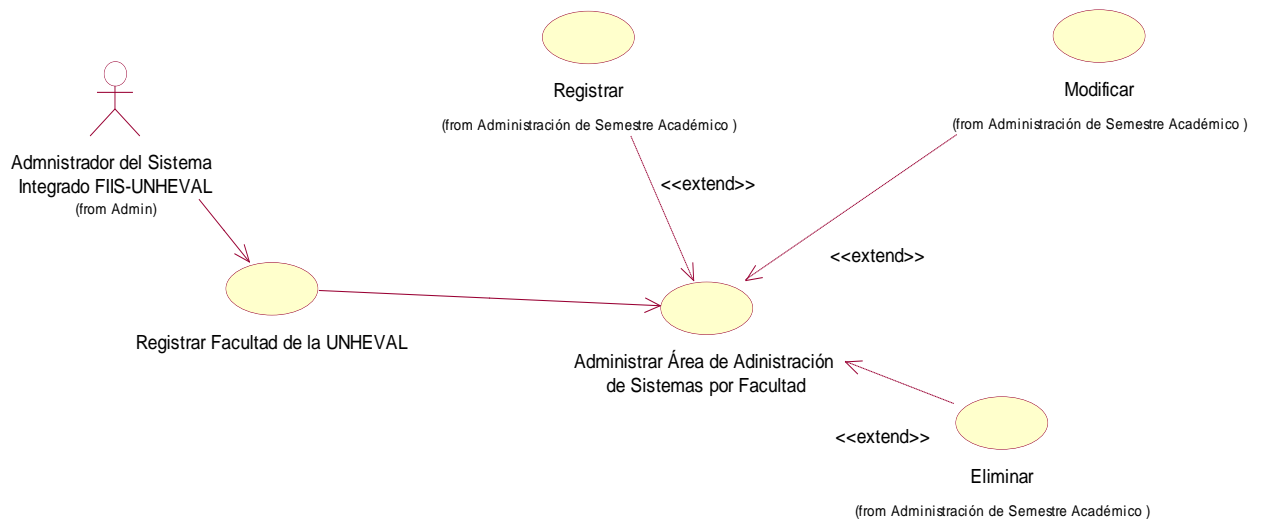 Registrar
(from Administración de Semestre Académico )
Modificar
(from Administración de Semestre Académico )
Admnistrador del Sistema
Integrado FIIS-UNHEVAL
(from Admin)
<<extend>>
<<extend>>
Registrar Facultad de la UNHEVAL
Administrar Área de Adinistración
de Sistemas por Facultad
<<extend>>
Eliminar
(from Administración de Semestre Académico )